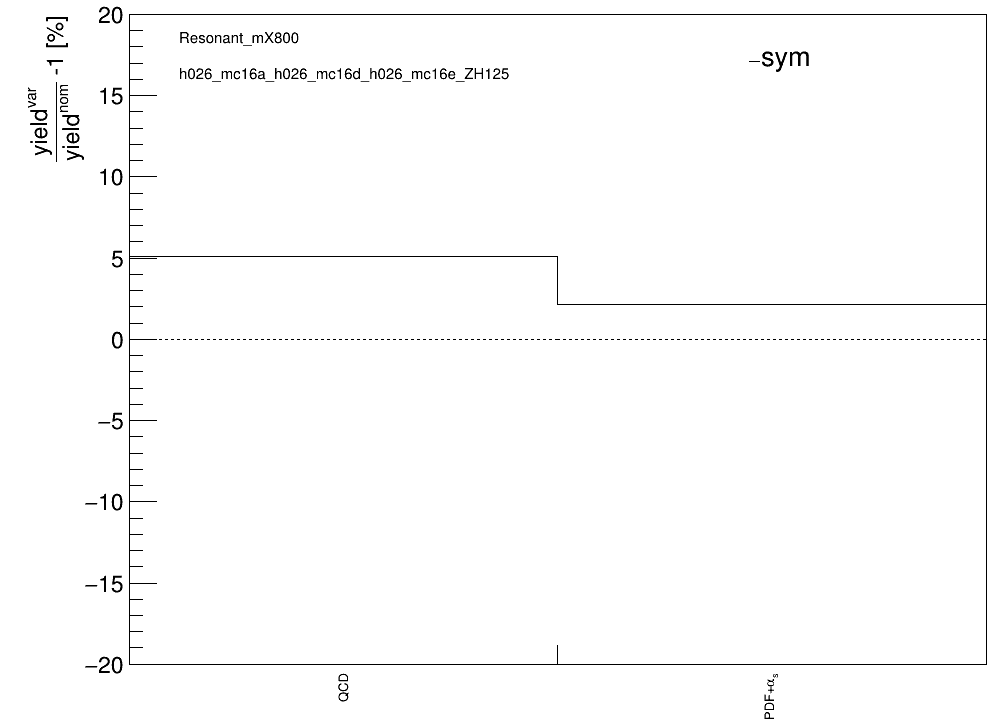 yield^var / yield^nom -1 [%]
20
15
10
5
0
−5
−10
−15
−20
Resonant_mX800
h026_mc16a_h026_mc16d_h026_mc16e_ZH125
sym
QCD
PDF+αₛ